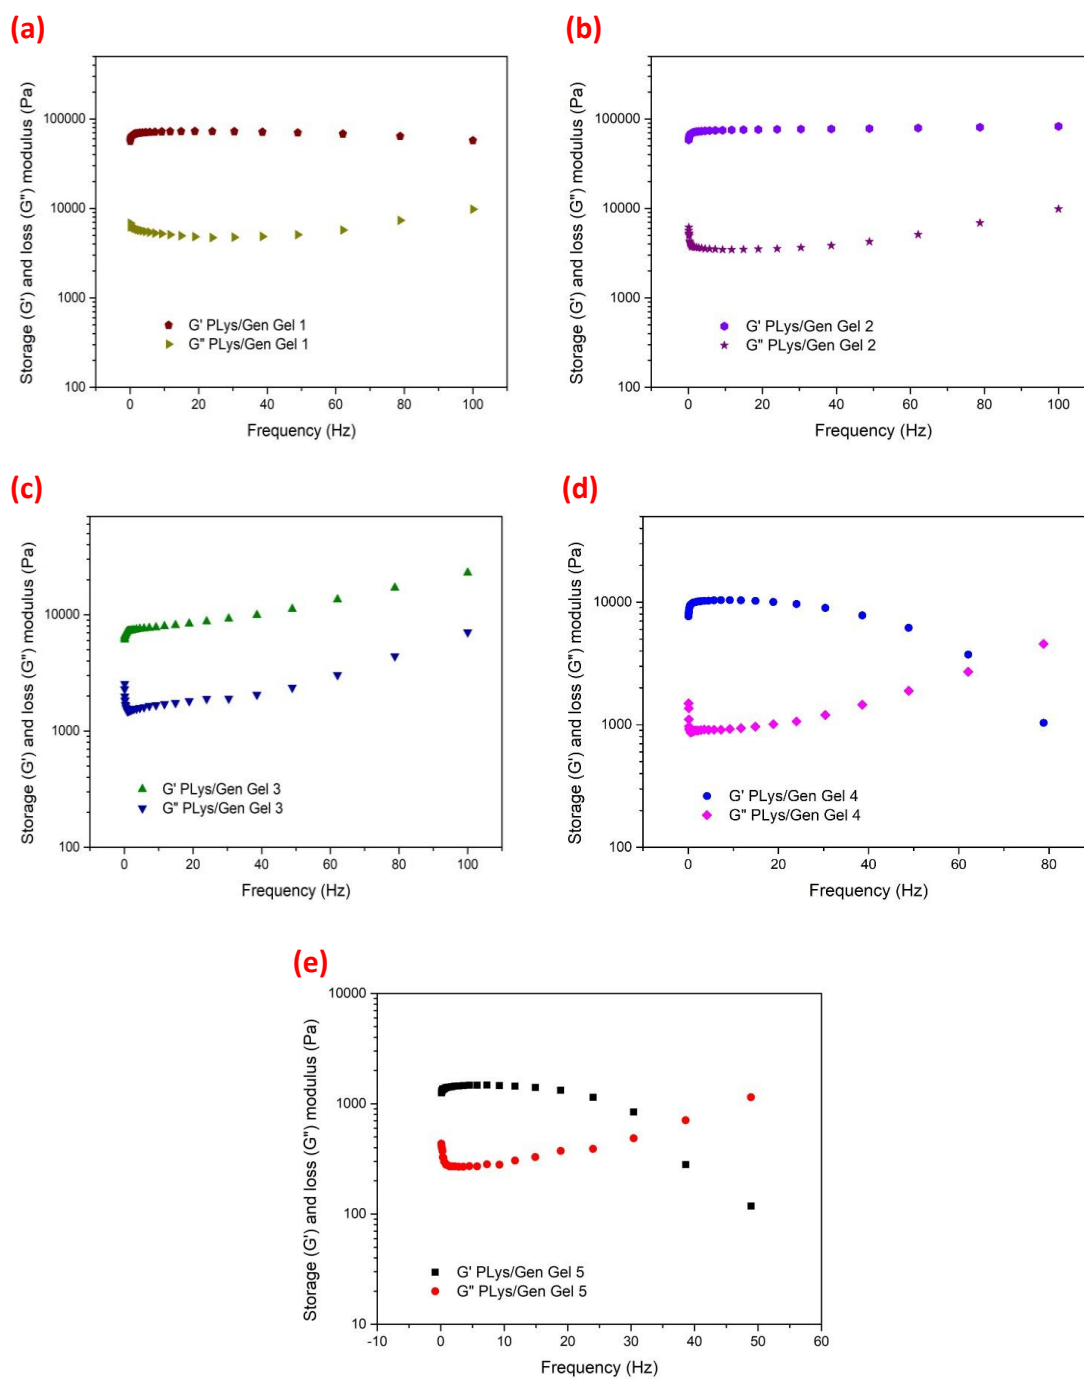 (a)
100000
10000
1000
100
0 20 40 60 80 100
Storage (G') and loss (G") modulus (Pa)
Frequency (Hz)
G' PLys/Gen Gel 1
G" PLys/Gen Gel 1
(b)
100000
10000
1000
100
0 20 40 60 80 100
Storage (G') and loss (G") modulus (Pa)
Frequency (Hz)
G' PLys/Gen Gel 2
G" PLys/Gen Gel 2
(c)
10000
1000
100
0 20 40 60 80 100
Storage (G') and loss (G") modulus (Pa)
Frequency (Hz)
G' PLys/Gen Gel 3
G" PLys/Gen Gel 3
(d)
10000
1000
100
0 20 40 60 80
Storage (G') and loss (G") modulus (Pa)
Frequency (Hz)
G' PLys/Gen Gel 4
G" PLys/Gen Gel 4
(e)
10000
1000
100
10
-10 0 10 20 30 40 50 60
Storage (G') and loss (G") modulus (Pa)
Frequency (Hz)
G' PLys/Gen Gel 5
G" PLys/Gen Gel 5